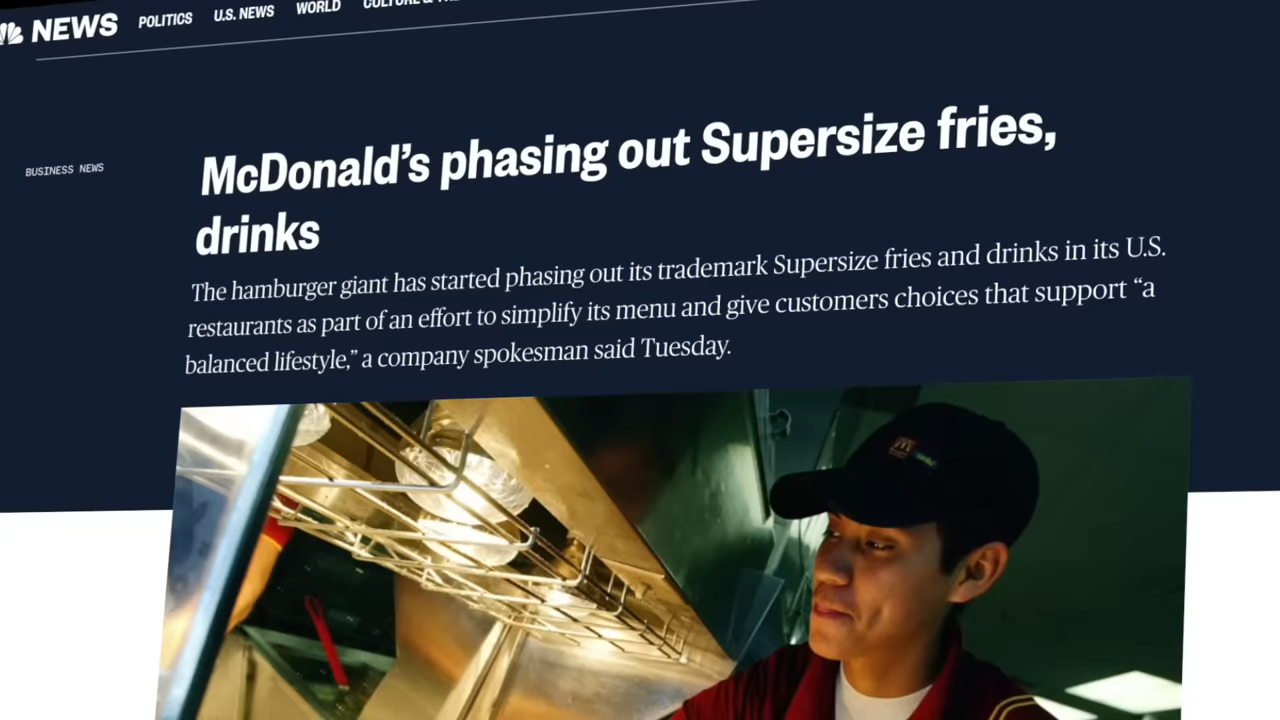 NEWS POLITICS U.S. NEWS WORLD CULTURE &
BUSINESS NEWS
McDonald’s phasing out Supersize fries,
drinks
The hamburger giant has started phasing out its trademark Supersize fries and drinks in its U.S.
restaurants as part of an effort to simplify its menu and give customers choices that support “a
balanced lifestyle,” a company spokesman said Tuesday.